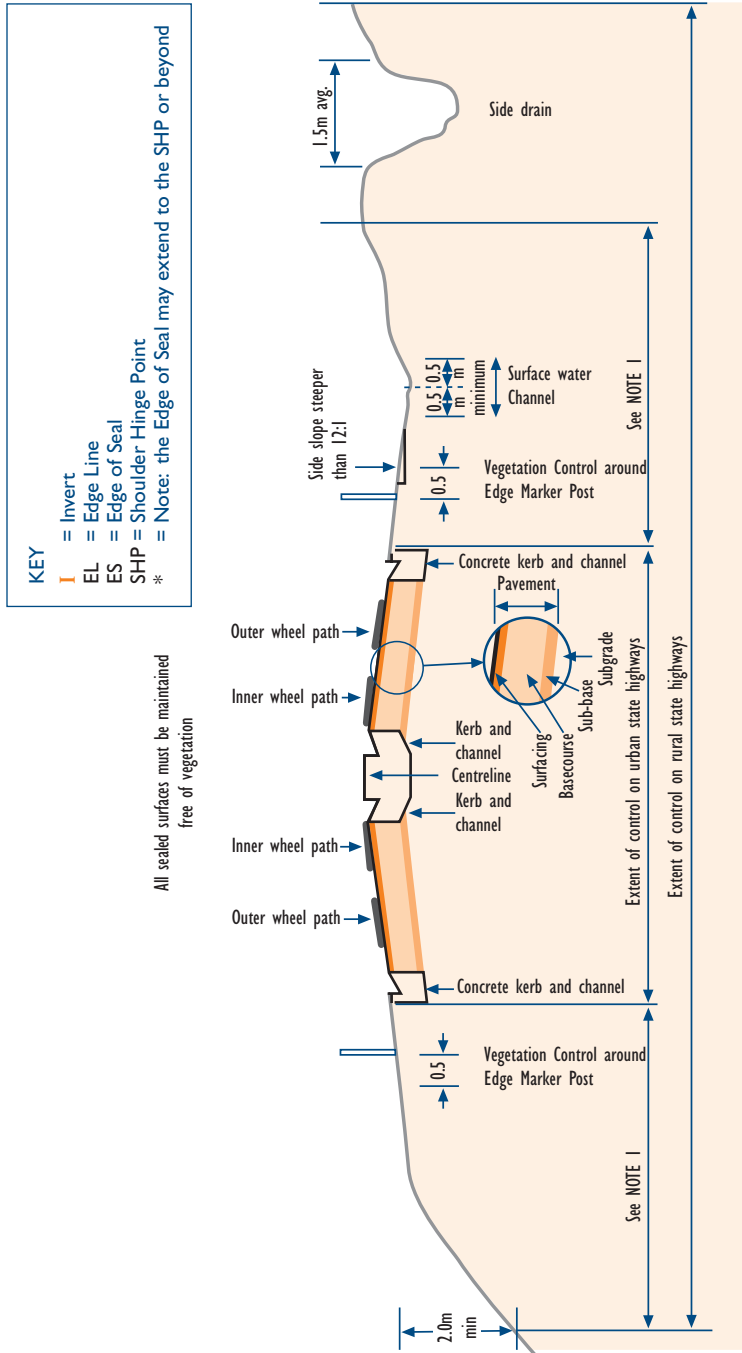 KEY
I = Invert
EL = Edge Line
ES = Edge of Seal
SHP = Shoulder Hinge Point
* = Note: the Edge of Seal may extend to the SHP or beyond
All sealed surfaces must be maintained
free of vegetation
1.5m avg.
Side drain
Side slope steeper
than 12:1
0.5
m
0.5
m
minimum
Surface water
Channel
0.5
Vegetation Control around
Edge Marker Post
See NOTE 1
Outer wheel path
Inner wheel path
Concrete kerb and channel
Pavement
Surfacing
Basecourse
Sub-base
Subgrade
Kerb and
channel
Centreline
Kerb and
channel
Inner wheel path
Outer wheel path
Concrete kerb and channel
Extent of control on urban state highways
Extent of control on rural state highways
0.5
Vegetation Control around
Edge Marker Post
See NOTE 1
2.0m
min